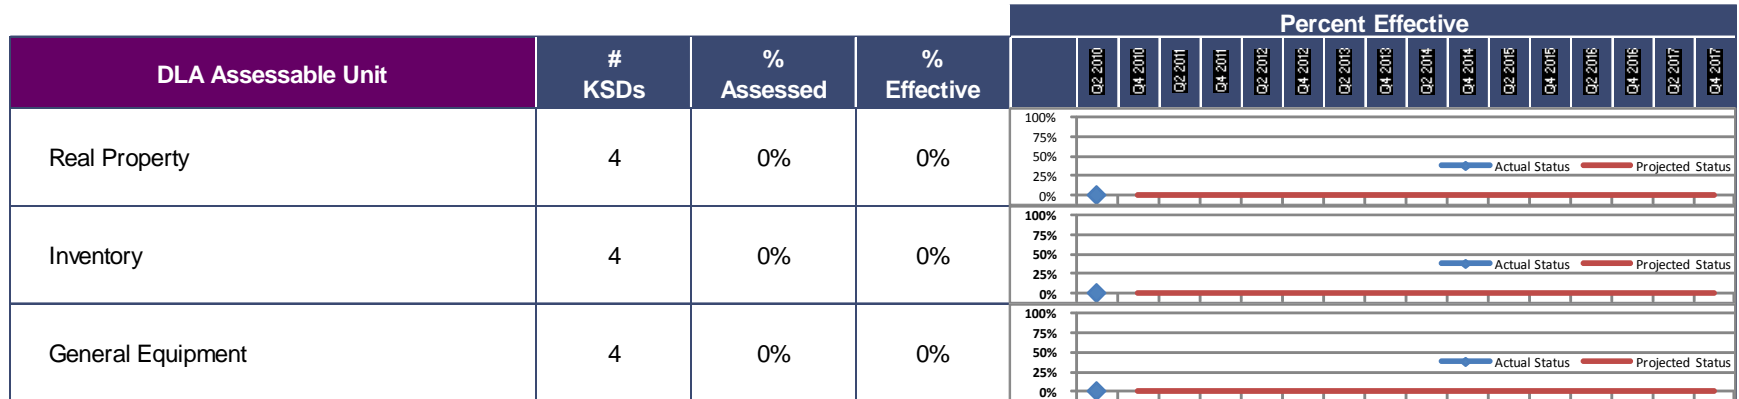 Percent Effective
DLA Assessable Unit
#
KSDs
%
Assessed
%
Effective
Q2 2010
Q4 2010
Q2 2011
Q4 2011
Q2 2012
Q4 2012
Q2 2013
Q4 2013
Q2 2014
Q4 2014
Q2 2015
Q4 2015
Q2 2016
Q4 2016
Q2 2017
Q4 2017
Real Property
4
0%
0%
100%
75%
50%
25%
0%
Actual Status
Projected Status
Inventory
4
0%
0%
100%
75%
50%
25%
0%
Actual Status
Projected Status
General Equipment
4
0%
0%
100%
75%
50%
25%
0%
Actual Status
Projected Status